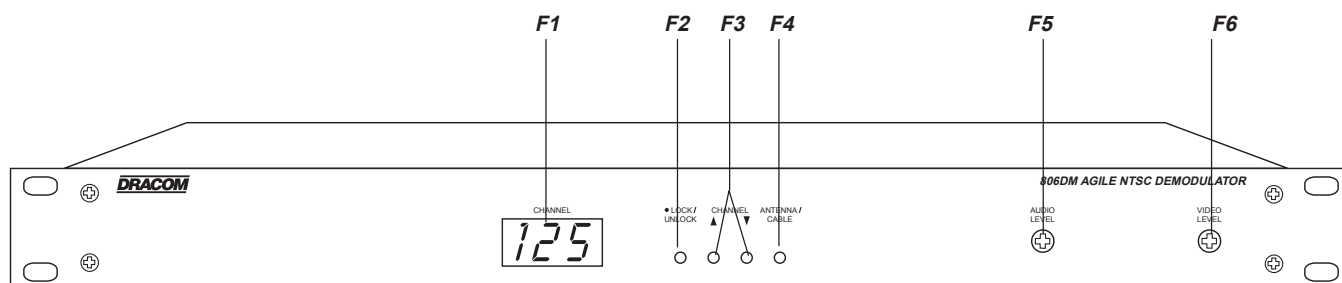 F1 F2 F3 F4 F5 F6
DRACOM
806DM AGILE NTSC DEMODULATOR
CHANNEL
● LOCK /
UNLOCK
CHANNEL
▲ ▼
ANTENNA /
CABLE
AUDIO
LEVEL
VIDEO
LEVEL
125